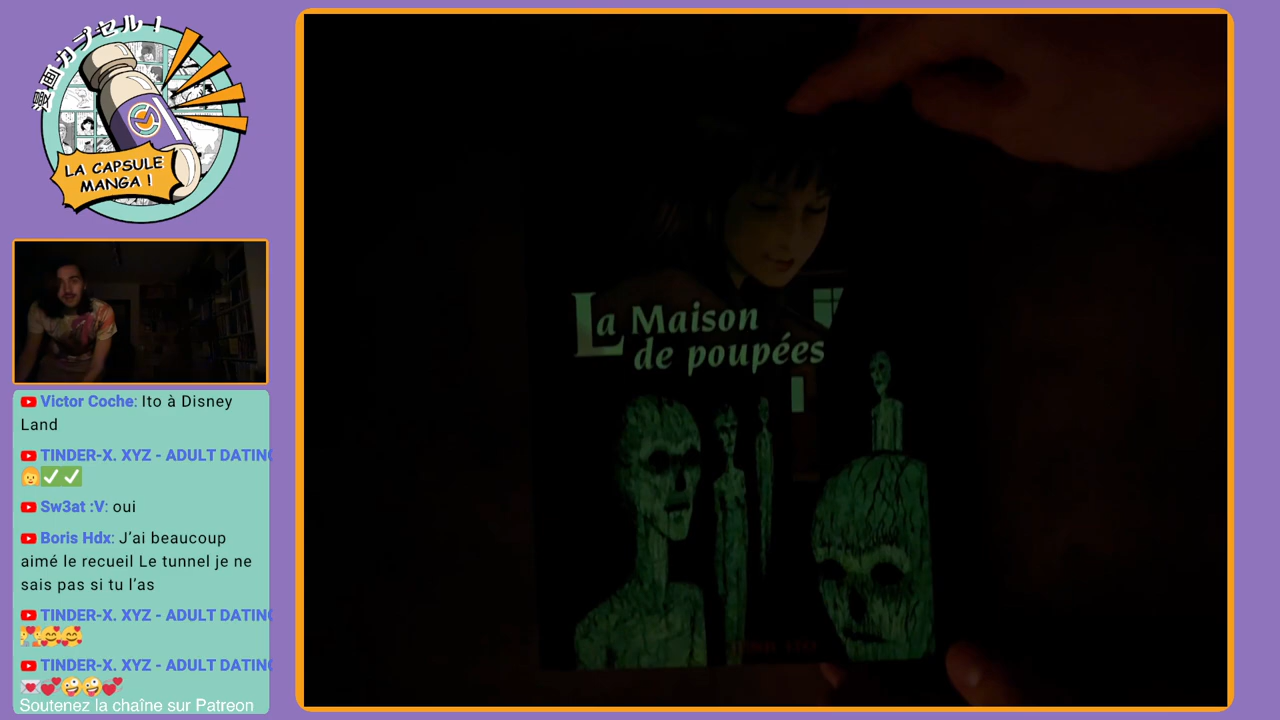 漫画カプセル！
LA CAPSULE
MANGA !
La Maison
de poupées
Victor Coche: Ito à Disney
Land
TINDER-X. XYZ - ADULT DATING
👩✅✅
Sw3at :V: oui
Boris Hdx: J’ai beaucoup
aimé le recueil Le tunnel je ne
sais pas si tu l’as
TINDER-X. XYZ - ADULT DATING
💏🥰🥰
TINDER-X. XYZ - ADULT DATING
💌💕🤪🤪💕
Soutenez la chaîne sur Patreon